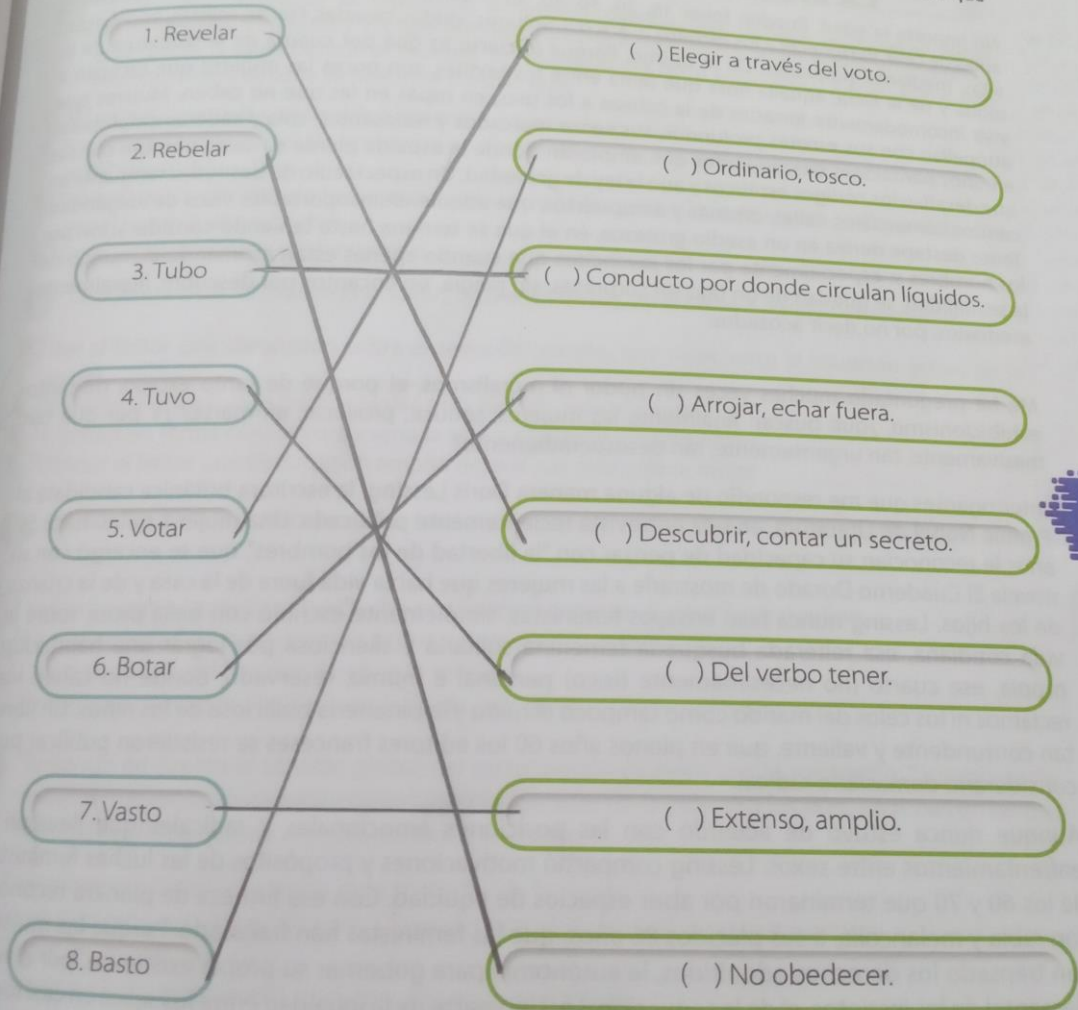 1. Revelar
( ) Elegir a través del voto.
2. Rebelar
( ) Ordinario, tosco.
3. Tubo
( ) Conducto por donde circulan líquidos.
4. Tuvo
( ) Arrojar, echar fuera.
5. Votar
( ) Descubrir, contar un secreto.
6. Botar
( ) Del verbo tener.
7. Vasto
( ) Extenso, amplio.
8. Basto
( ) No obedecer.